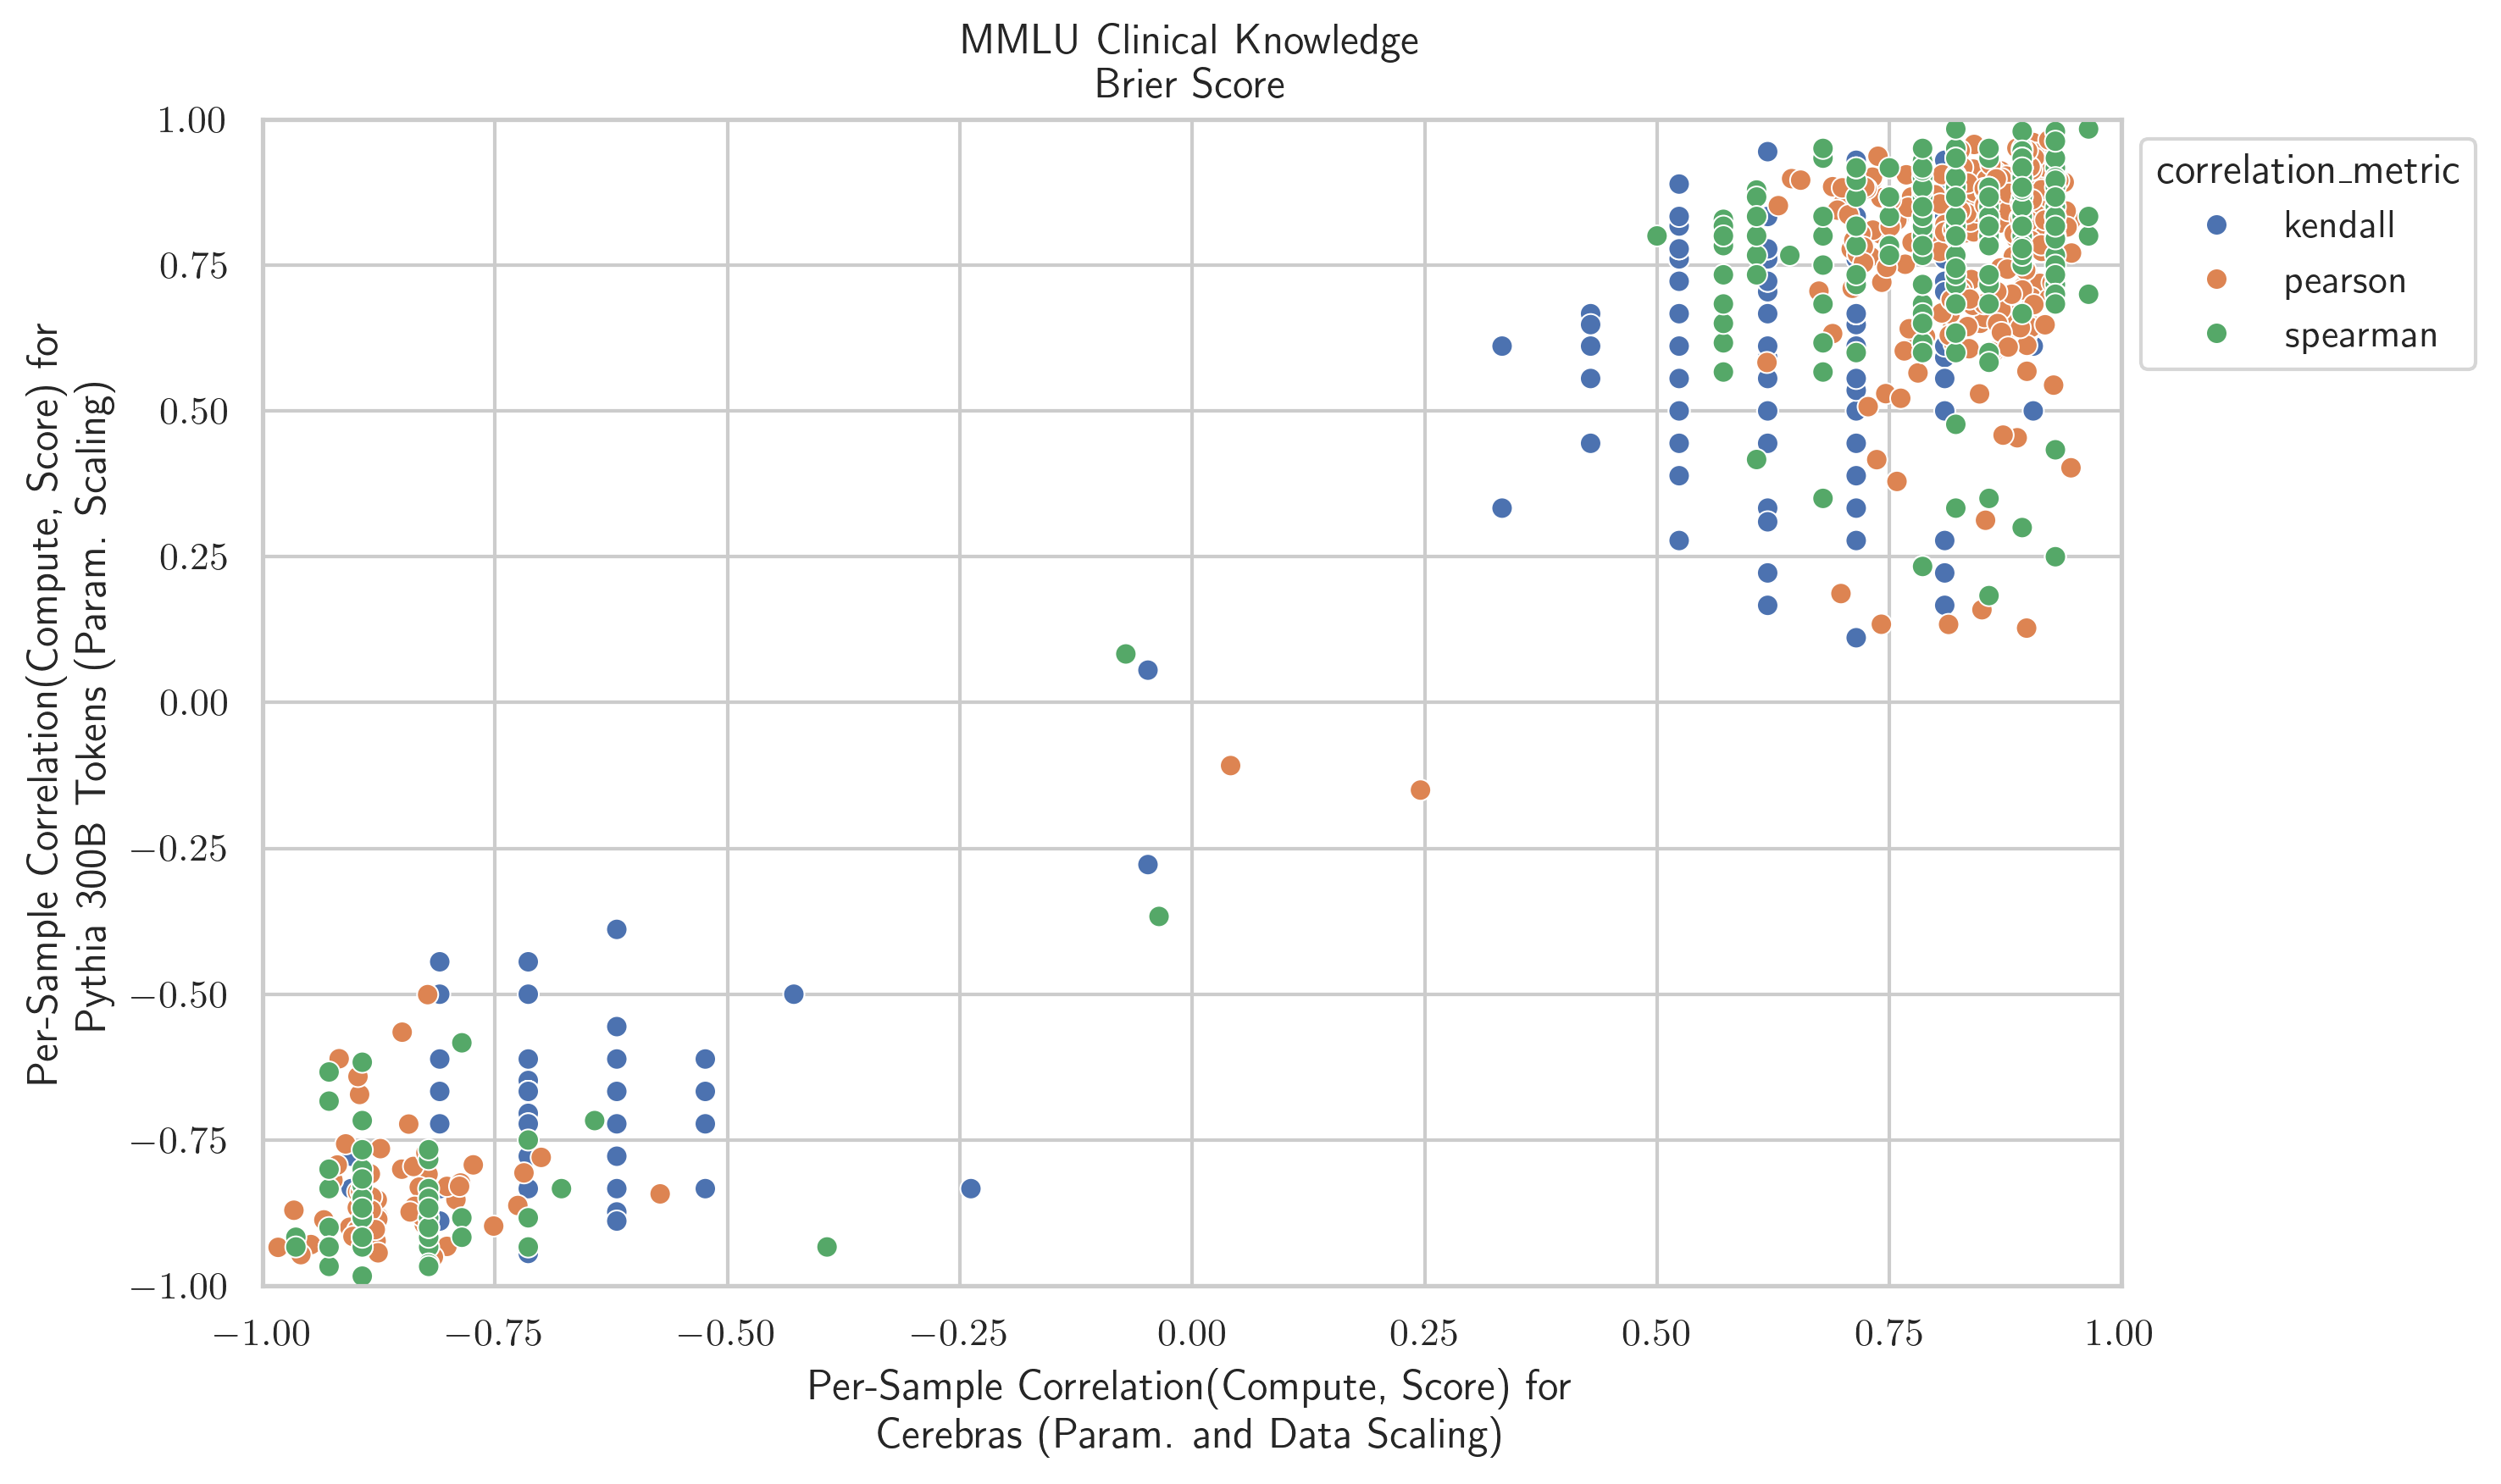 MMLU Clinical Knowledge
Brier Score
Per-Sample Correlation(Compute, Score) for
Pythia 300B Tokens (Param. Scaling)
1.00
0.75
0.50
0.25
0.00
−0.25
−0.50
−0.75
−1.00
−1.00 −0.75 −0.50 −0.25 0.00 0.25 0.50 0.75 1.00
Per-Sample Correlation(Compute, Score) for
Cerebras (Param. and Data Scaling)
correlation_metric
kendall
pearson
spearman